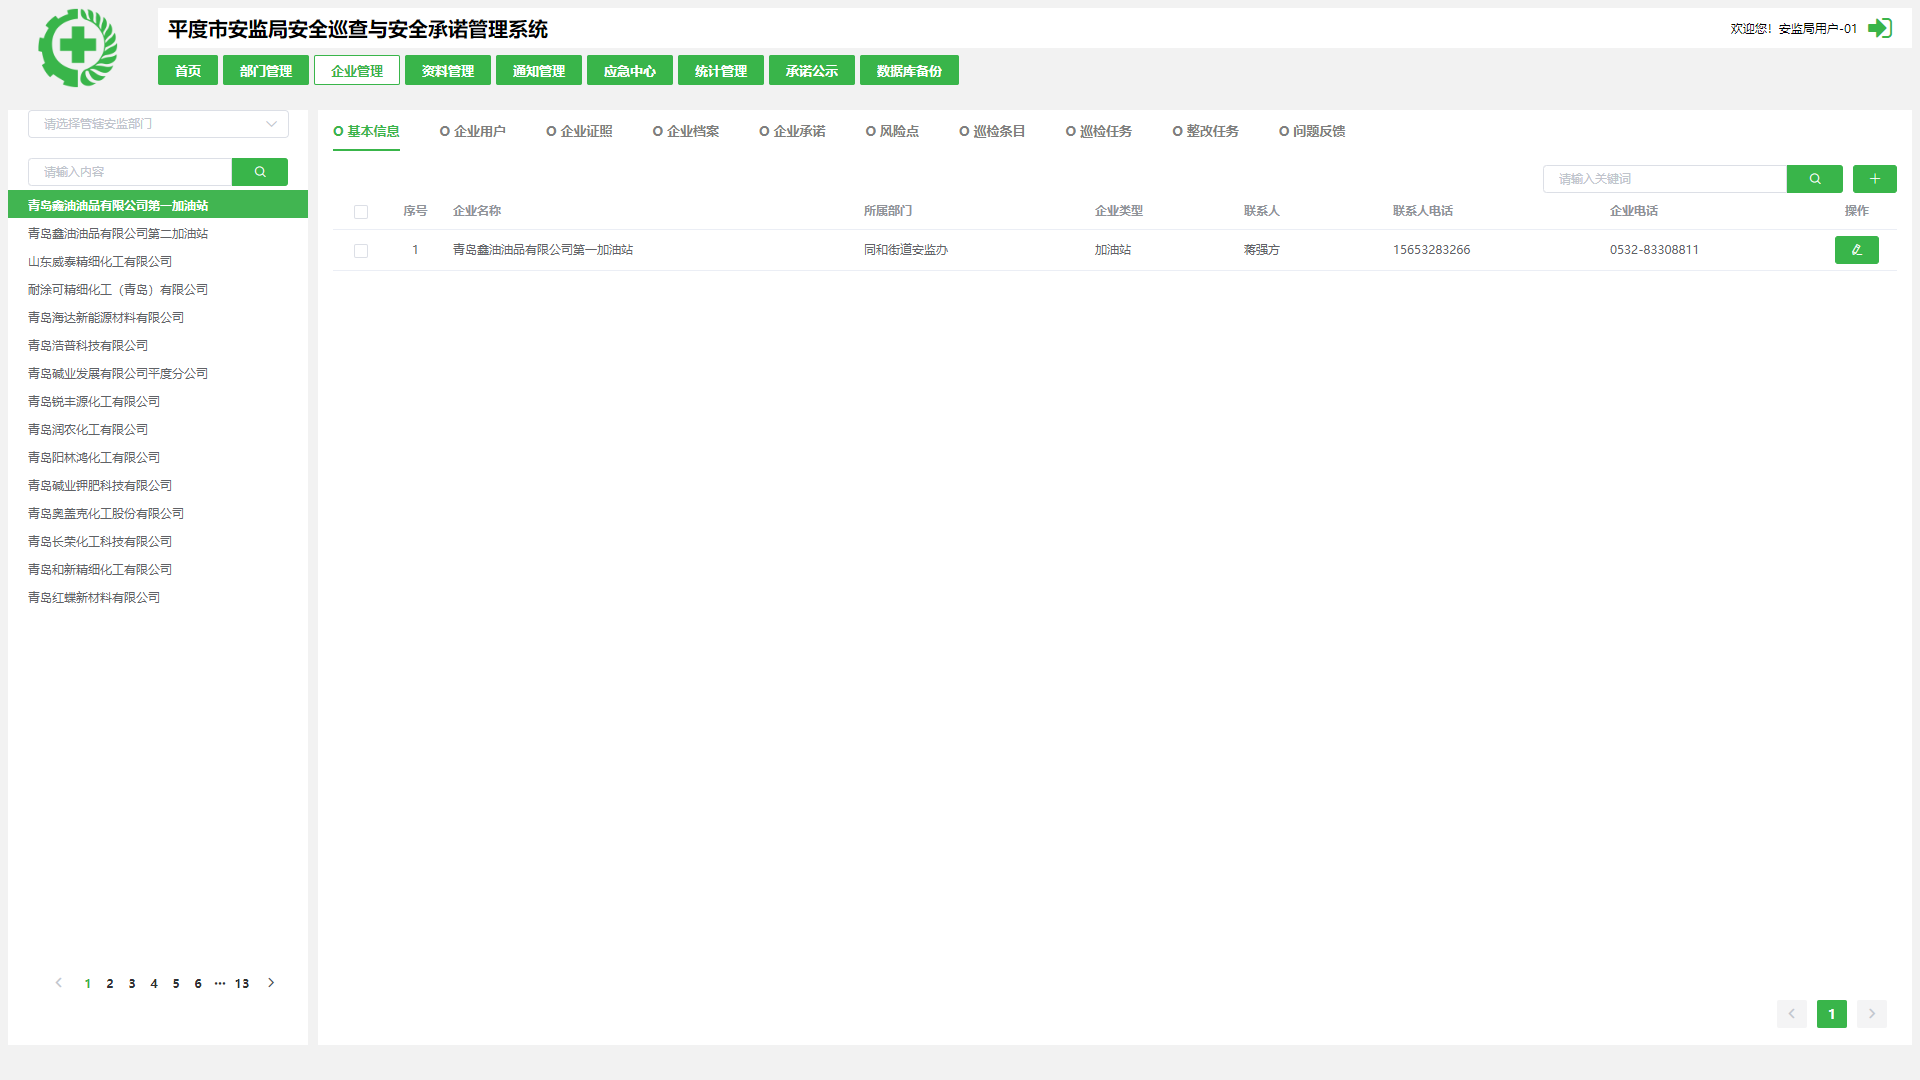 平度市安监局安全巡查与安全承诺管理系统
欢迎您！安监局用户-01
首页 部门管理 企业管理 资料管理 通知管理 应急中心 统计管理 承诺公示 数据库备份
请选择管辖安监部门
请输入内容
青岛鑫油油品有限公司第一加油站
青岛鑫油油品有限公司第二加油站
山东威泰精细化工有限公司
耐涂可精细化工（青岛）有限公司
青岛海达新能源材料有限公司
青岛浩普科技有限公司
青岛碱业发展有限公司平度分公司
青岛锐丰源化工有限公司
青岛润农化工有限公司
青岛阳林鸿化工有限公司
青岛碱业钾肥科技有限公司
青岛奥盖克化工股份有限公司
青岛长荣化工科技有限公司
青岛和新精细化工有限公司
青岛红蝶新材料有限公司
1 2 3 4 5 6 ··· 13
基本信息 企业用户 企业证照 企业档案 企业承诺 风险点 巡检条目 巡检任务 整改任务 问题反馈
请输入关键词
序号 企业名称 所属部门 企业类型 联系人 联系人电话 企业电话 操作
1 青岛鑫油油品有限公司第一加油站 同和街道安监办 加油站 蒋强方 15653283266 0532-83308811
1